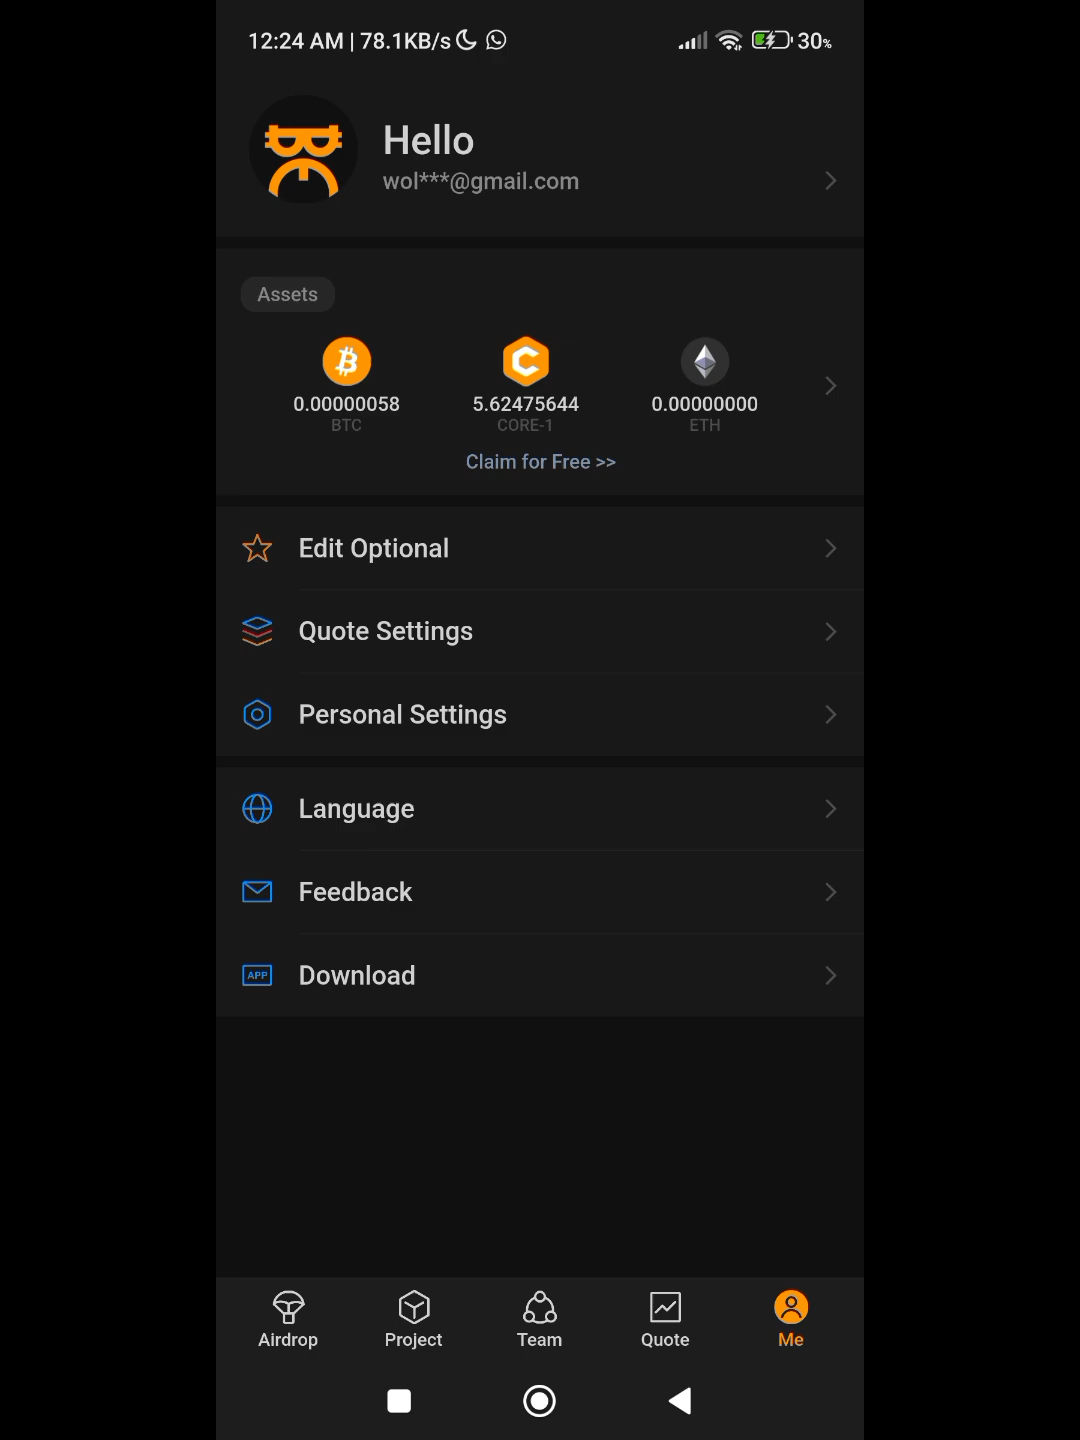 12:24 AM | 78.1KB/s 30%
Hello
wol***@gmail.com
Assets
0.00000058 5.62475644 0.00000000
BTC CORE-1 ETH
Claim for Free >>
Edit Optional
Quote Settings
Personal Settings
Language
Feedback
APP Download
Airdrop Project Team Quote Me